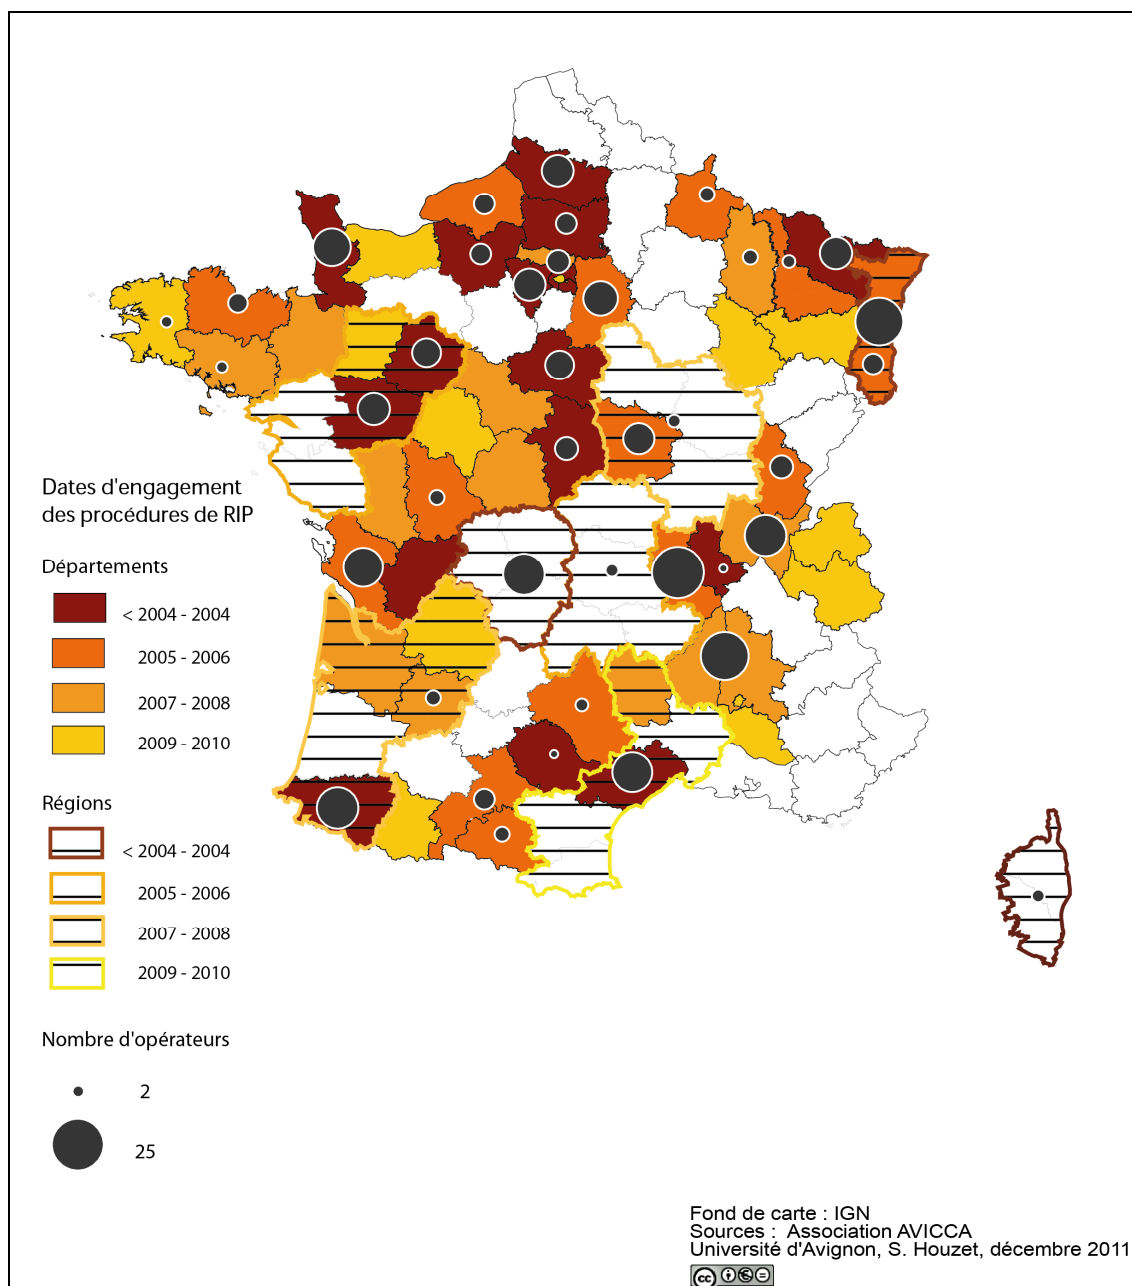 Dates d'engagement
des procédures de RIP
Départements
< 2004 - 2004
2005 - 2006
2007 - 2008
2009 - 2010
Régions
< 2004 - 2004
2005 - 2006
2007 - 2008
2009 - 2010
Nombre d'opérateurs
2
25
Fond de carte : IGN
Sources : Association AVICCA
Université d'Avignon, S. Houzet, décembre 2011
cc